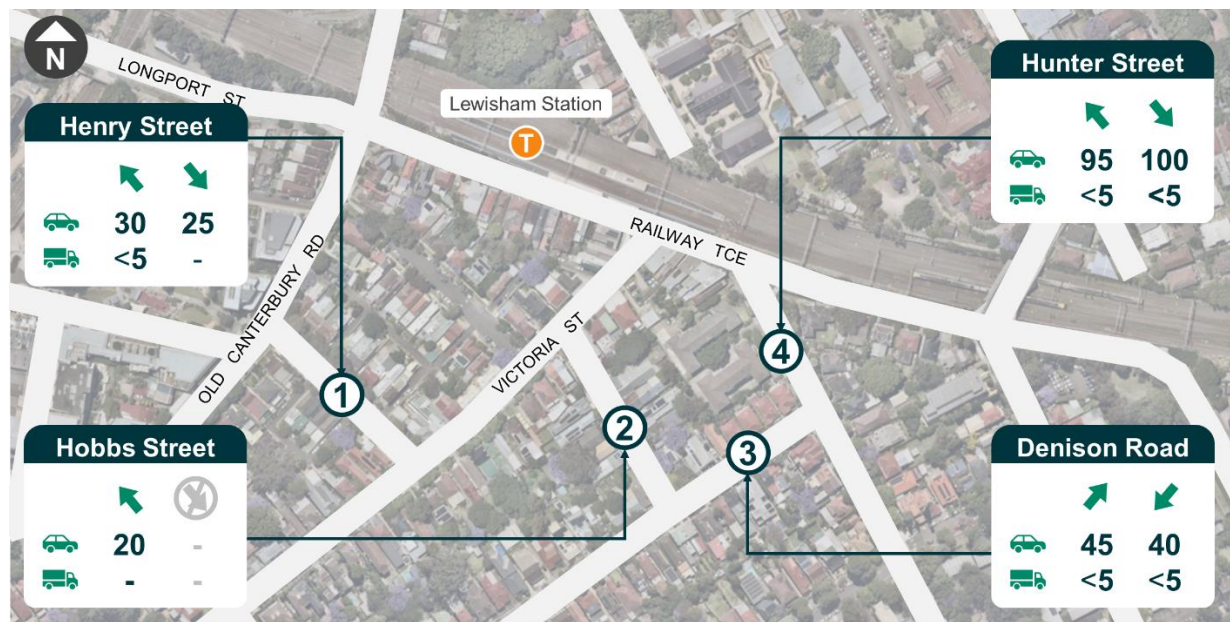 N
LONGPORT ST
Lewisham Station
T
Hunter Street
95 100
<5 <5
Henry Street
30 25
<5 -
RAILWAY TCE
OLD CANTERBURY RD
VICTORIA ST
1
2
3
4
Hobbs Street
20 -
- -
Denison Road
45 40
<5 <5